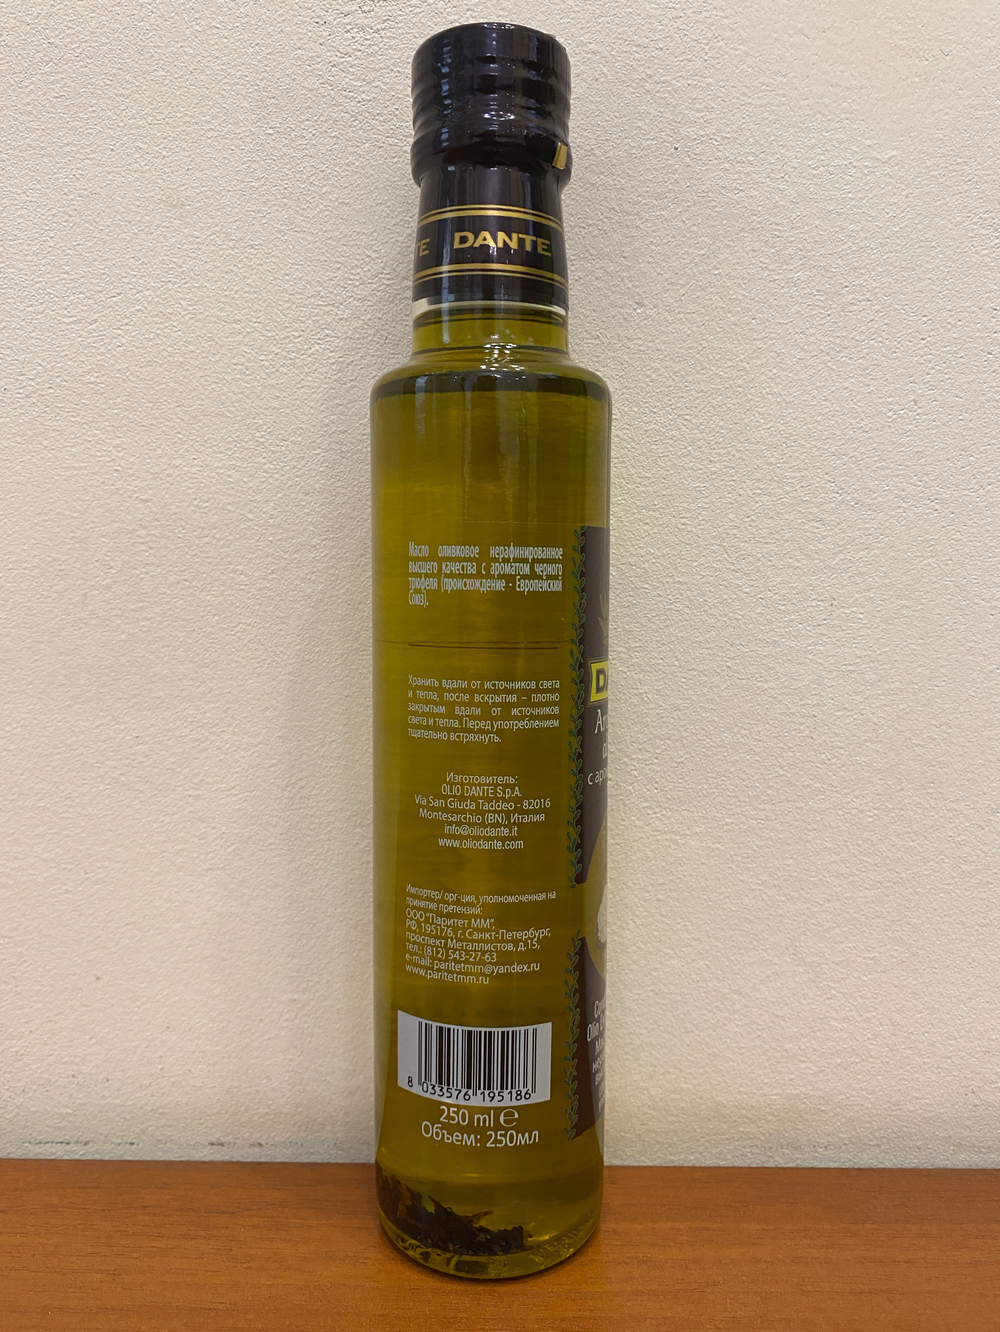 DANTE
Масло оливковое нерафинированное
высшего качества с ароматом черного
трюфеля (происхождение - Европейский
Союз).
Хранить вдали от источников света
и тепла, после вскрытия – плотно
закрытым вдали от источников
света и тепла. Перед употреблением
тщательно встряхнуть.
Изготовитель:
OLIO DANTE S.p.A.
Via San Giuda Taddeo - 82016
Montesarchio (BN), Италия
info@oliodante.it
www.oliodante.com
Импортер/ орг-ция, уполномоченная на
принятие претензий:
ООО "Паритет ММ",
РФ, 195176, г. Санкт-Петербург,
проспект Металлистов, д.15,
тел.: (812) 543-27-63
e-mail: paritetmm@yandex.ru
www.paritetmm.ru
8 033576 195186
250 ml ℮
Объем: 250мл